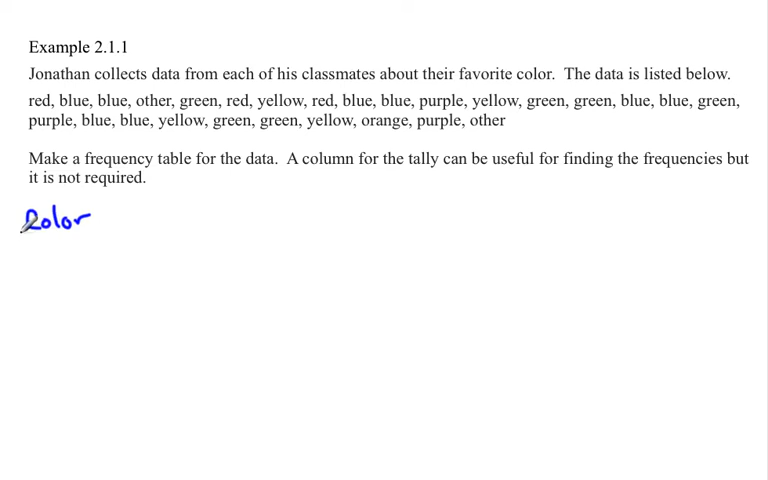 Example 2.1.1
Jonathan collects data from each of his classmates about their favorite color. The data is listed below.
red, blue, blue, other, green, red, yellow, red, blue, blue, purple, yellow, green, green, blue, blue, green,
purple, blue, blue, yellow, green, green, yellow, orange, purple, other
Make a frequency table for the data. A column for the tally can be useful for finding the frequencies but
it is not required.
Color